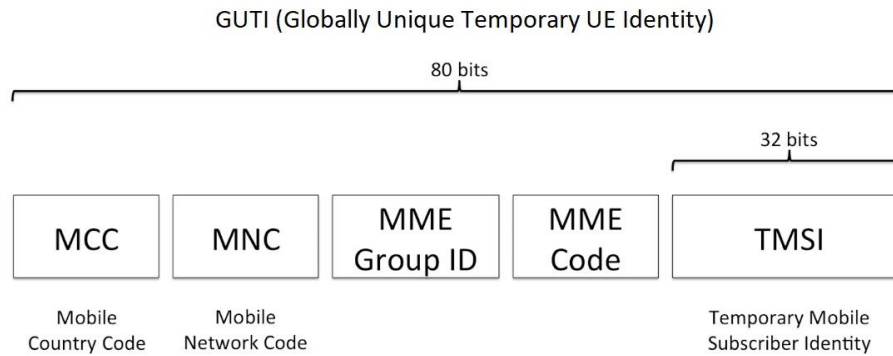 GUTI (Globally Unique Temporary UE Identity)
80 bits
32 bits
MCC
MNC
MME
Group ID
MME
Code
TMSI
Mobile
Country Code
Mobile
Network Code
Temporary Mobile
Subscriber Identity